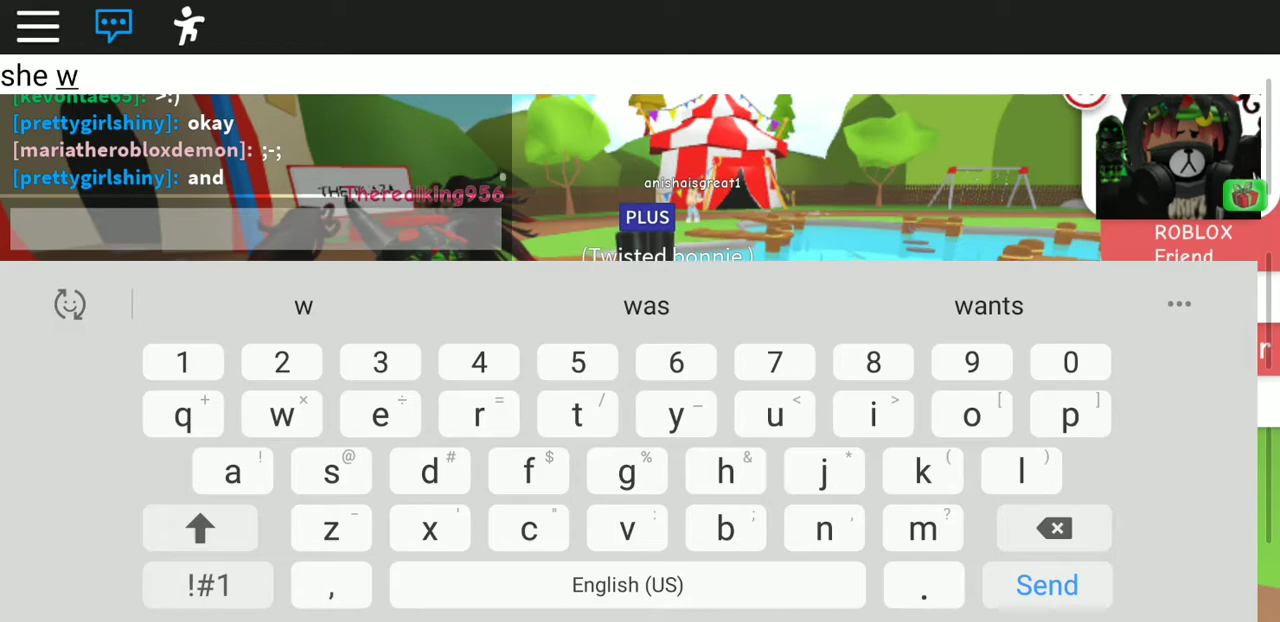 she w
[kevontae65]: >:)
[prettygirlshiny]: okay
[mariatherobloxdemon]: ;-;
[prettygirlshiny]: and
Therealking956
anishaisgreat1
PLUS
(Twisted bonnie )
ROBLOX
Friend
r
w was wants
1 2 3 4 5 6 7 8 9 0
q + w × e ÷ r = t / y _ u < i > o [ p ]
a ! s @ d # f $ g % h & j * k ( l )
z - x ' c " v : b ; n , m ?
!#1 , English (US) . Send